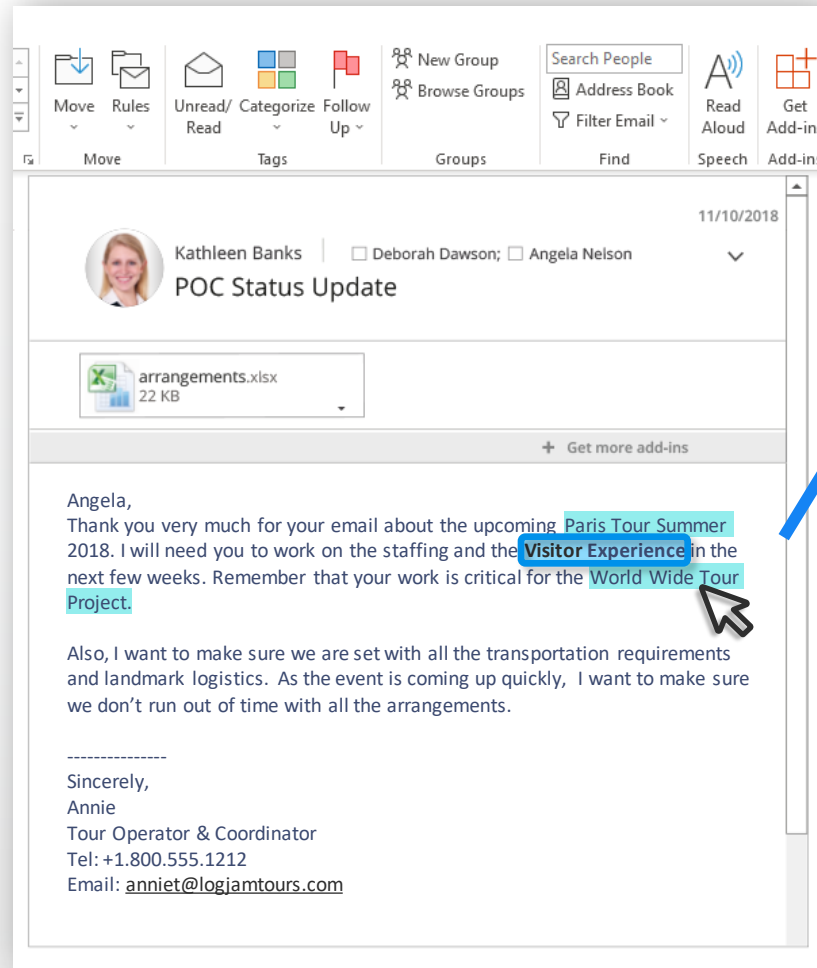 Move
Rules
Unread/
Read
Categorize
Follow
Up
New Group
Browse Groups
Search People
Address Book
Filter Email
Read
Aloud
Get
Add-in
Move
Tags
Groups
Find
Speech
Add-in
11/10/2018
Kathleen Banks
Deborah Dawson; Angela Nelson
POC Status Update
arrangements.xlsx
22 KB
+ Get more add-ins
Angela,
Thank you very much for your email about the upcoming Paris Tour Summer
2018. I will need you to work on the staffing and the Visitor Experience in the
next few weeks. Remember that your work is critical for the World Wide Tour
Project.
Also, I want to make sure we are set with all the transportation requirements
and landmark logistics. As the event is coming up quickly, I want to make sure
we don’t run out of time with all the arrangements.
---------------
Sincerely,
Annie
Tour Operator & Coordinator
Tel: +1.800.555.1212
Email: anniet@logjamtours.com